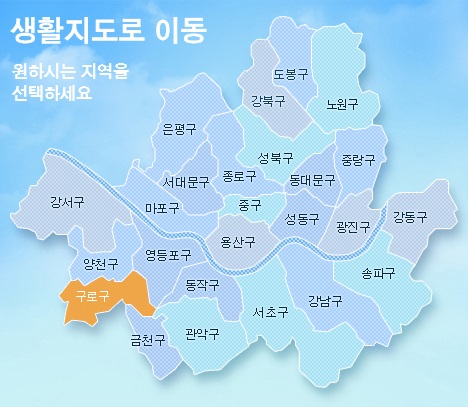 생활지도로 이동
원하시는 지역을
선택하세요
도봉구
강북구
노원구
은평구
성북구
중랑구
서대문구
종로구
동대문구
강서구
마포구
중구
성동구
광진구
강동구
용산구
양천구
영등포구
송파구
동작구
구로구
강남구
서초구
금천구
관악구